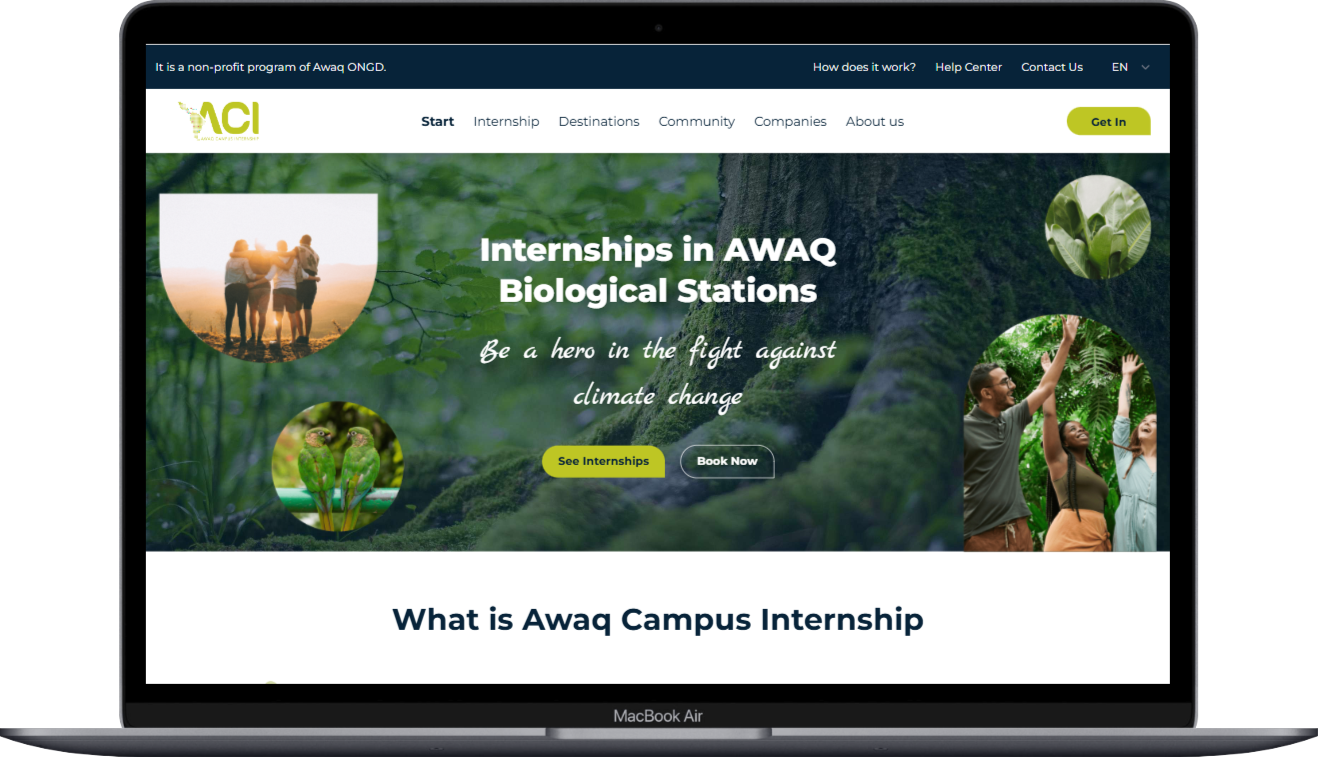 It is a non-profit program of Awaq ONGD.
How does it work? Help Center Contact Us EN
ACI
AWAQ CAMPUS INTERNSHIP
Start Internship Destinations Community Companies About us
Get In
Internships in AWAQ
Biological Stations
Be a hero in the fight against
climate change
See Internships Book Now
What is Awaq Campus Internship
MacBook Air